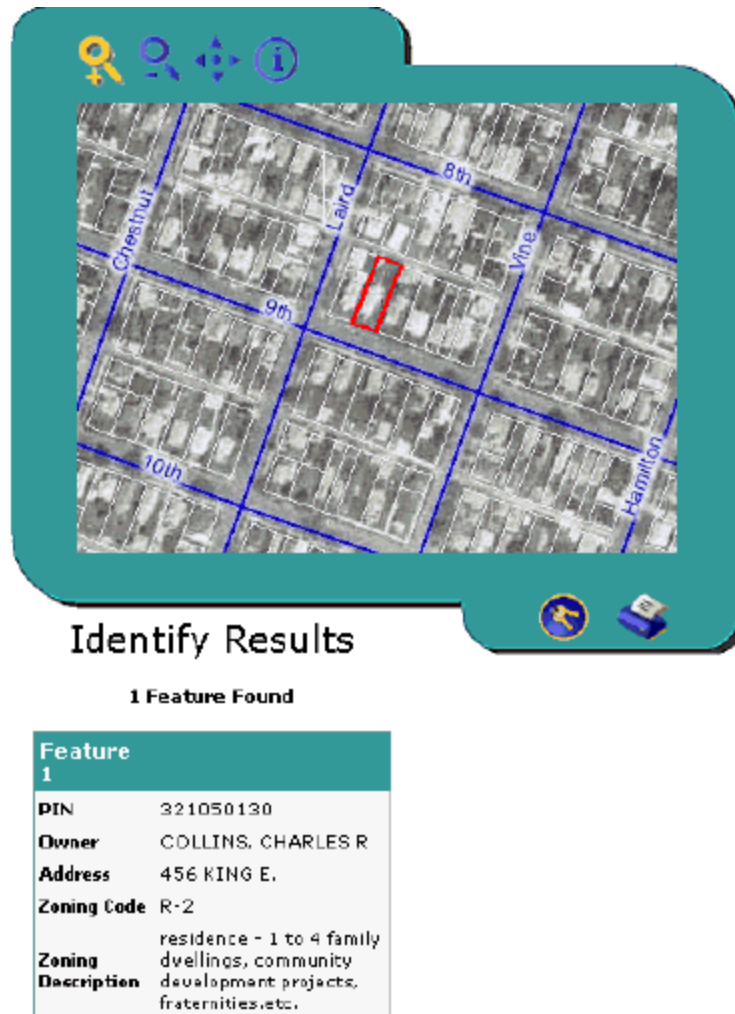 8th
Chestnut
Laird
Vine
9th
Hamilton
10th
Identify Results
1 Feature Found
Feature
1
PIN 321050130
Owner COLLINS, CHARLES R
Address 456 KING E.
Zoning Code R-2
Zoning Description residence - 1 to 4 family
dwellings, community
development projects,
fraternities.etc.